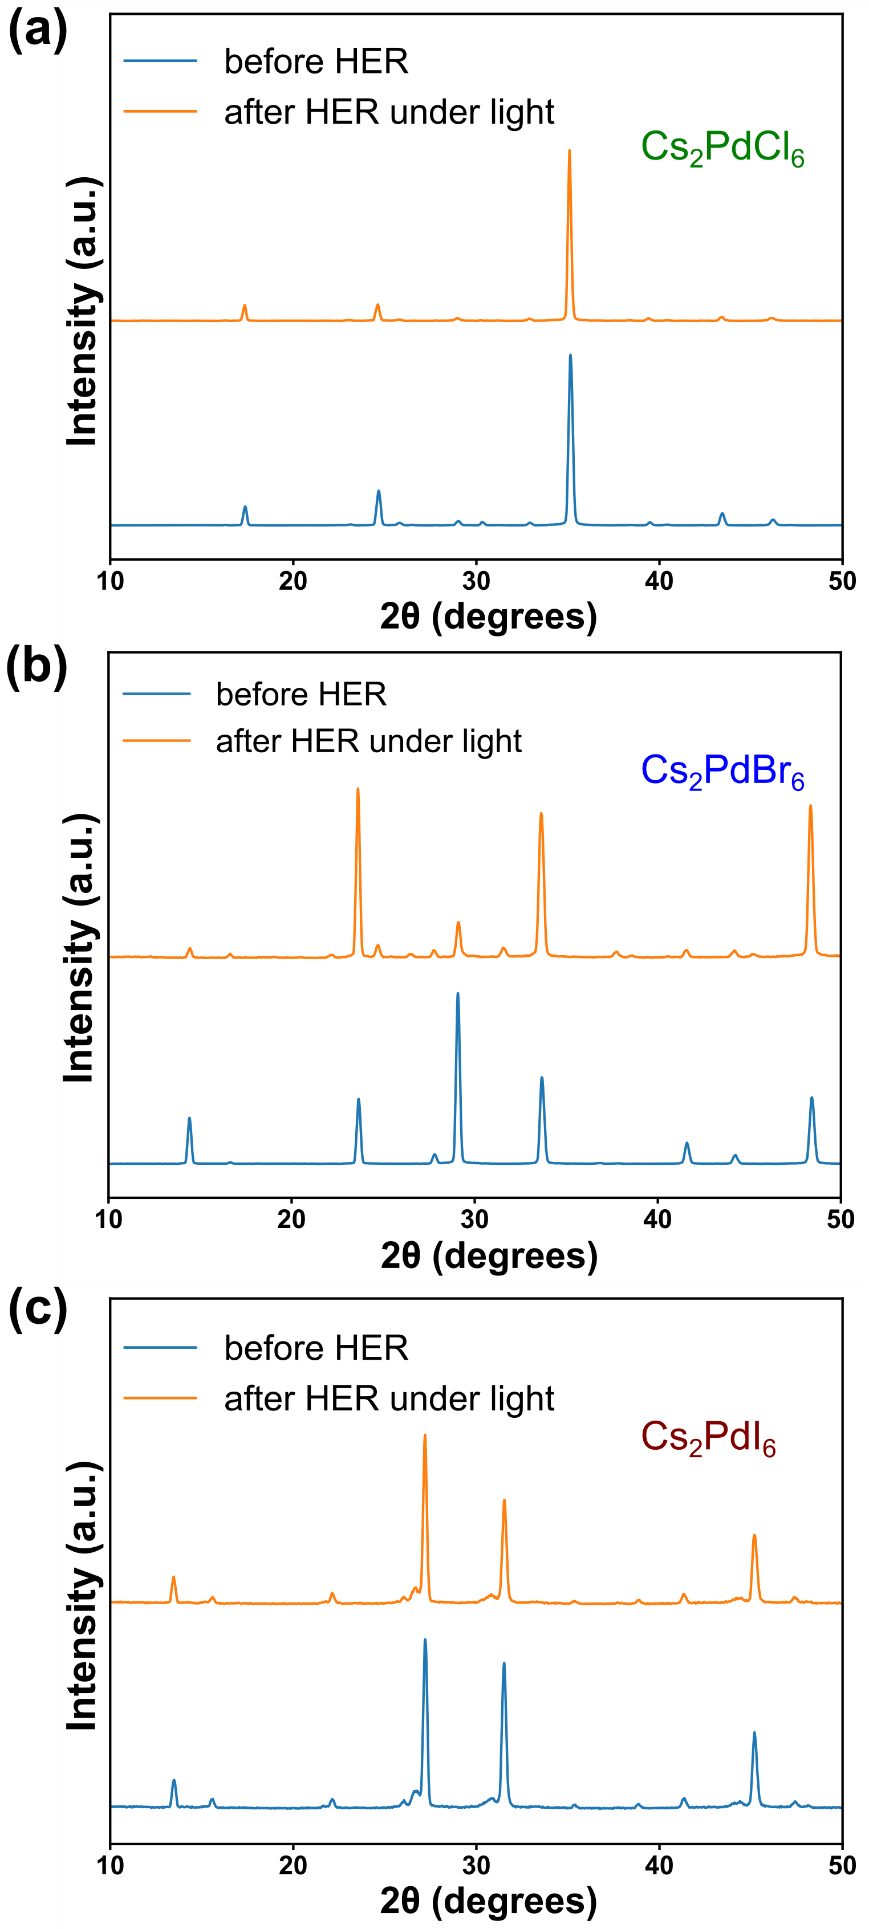 (a)
before HER
after HER under light
Cs₂PdCl₆
Intensity (a.u.)
10 20 30 40 50
2θ (degrees)
(b)
before HER
after HER under light
Cs₂PdBr₆
Intensity (a.u.)
10 20 30 40 50
2θ (degrees)
(c)
before HER
after HER under light
Cs₂PdI₆
Intensity (a.u.)
10 20 30 40 50
2θ (degrees)